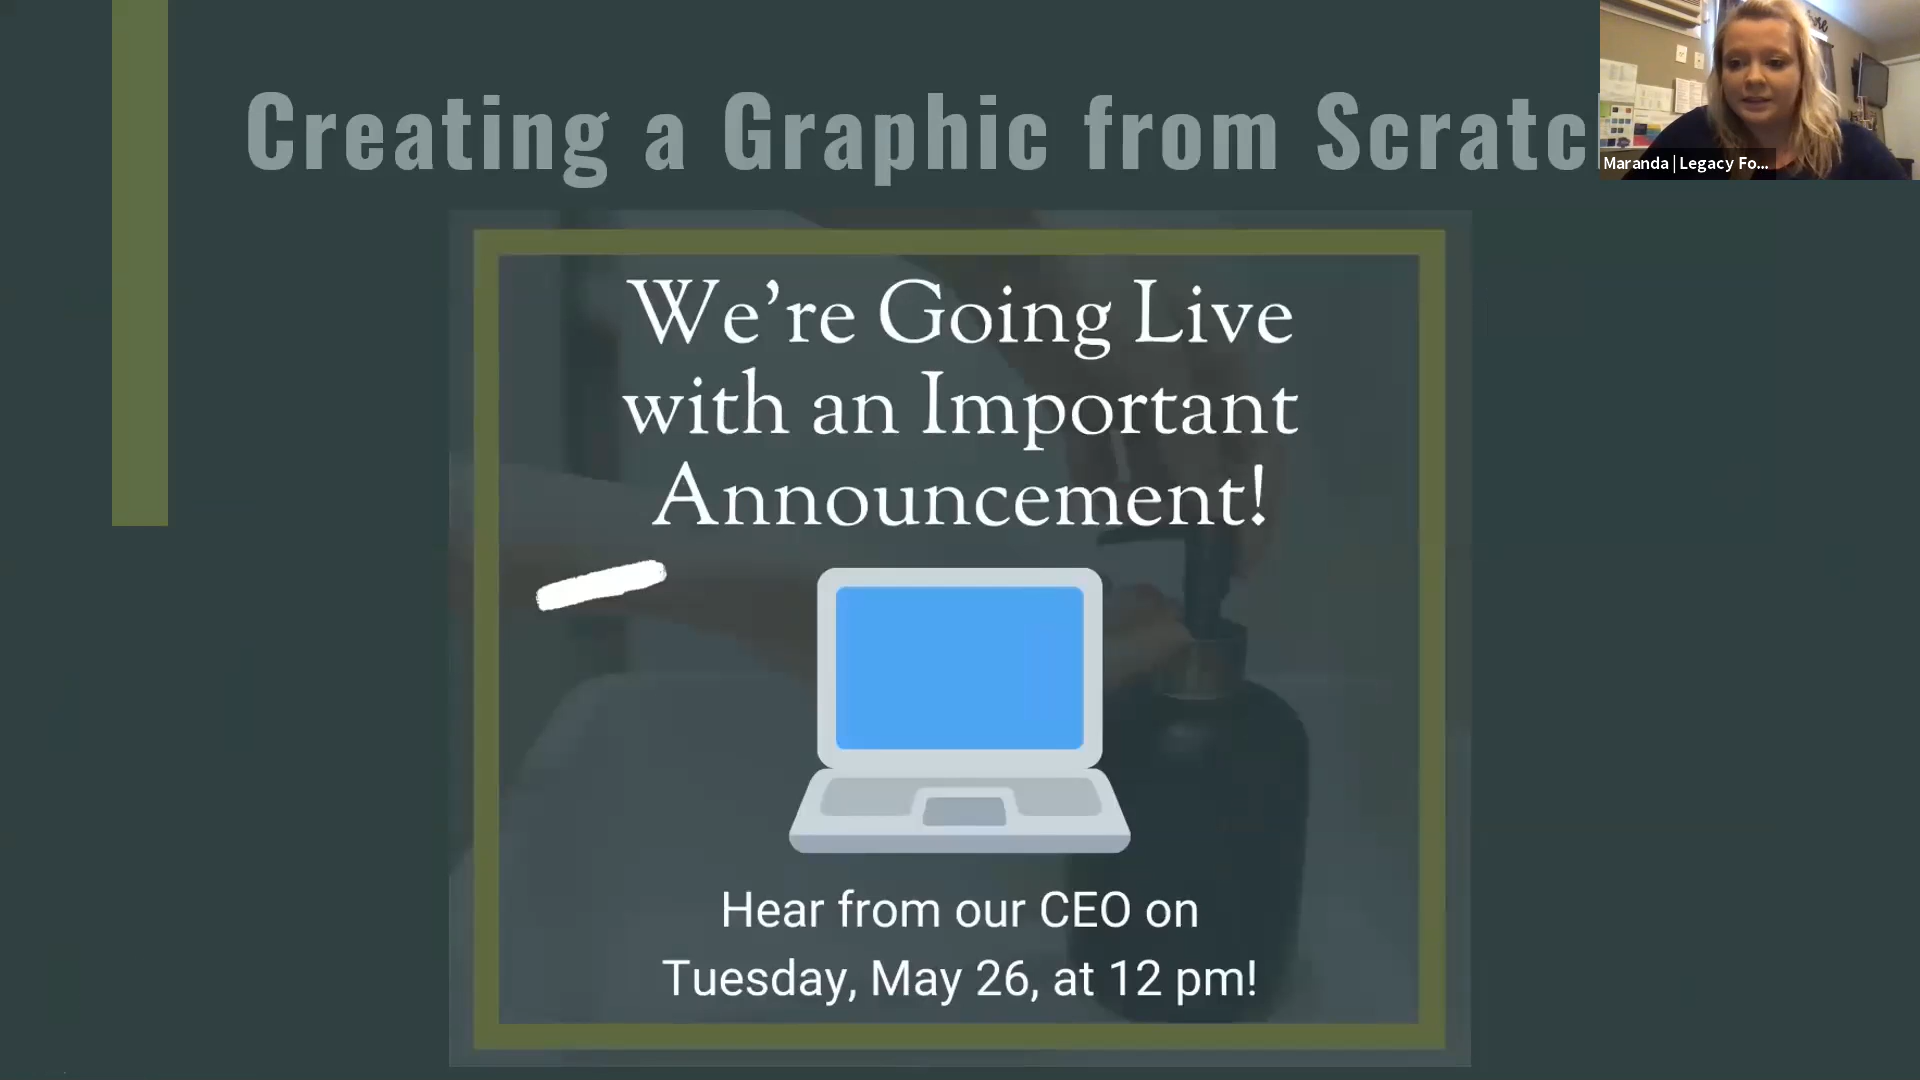 Creating a Graphic from Scratc
Maranda | Legacy Fo...
We're Going Live
with an Important
Announcement!
Hear from our CEO on
Tuesday, May 26, at 12 pm!